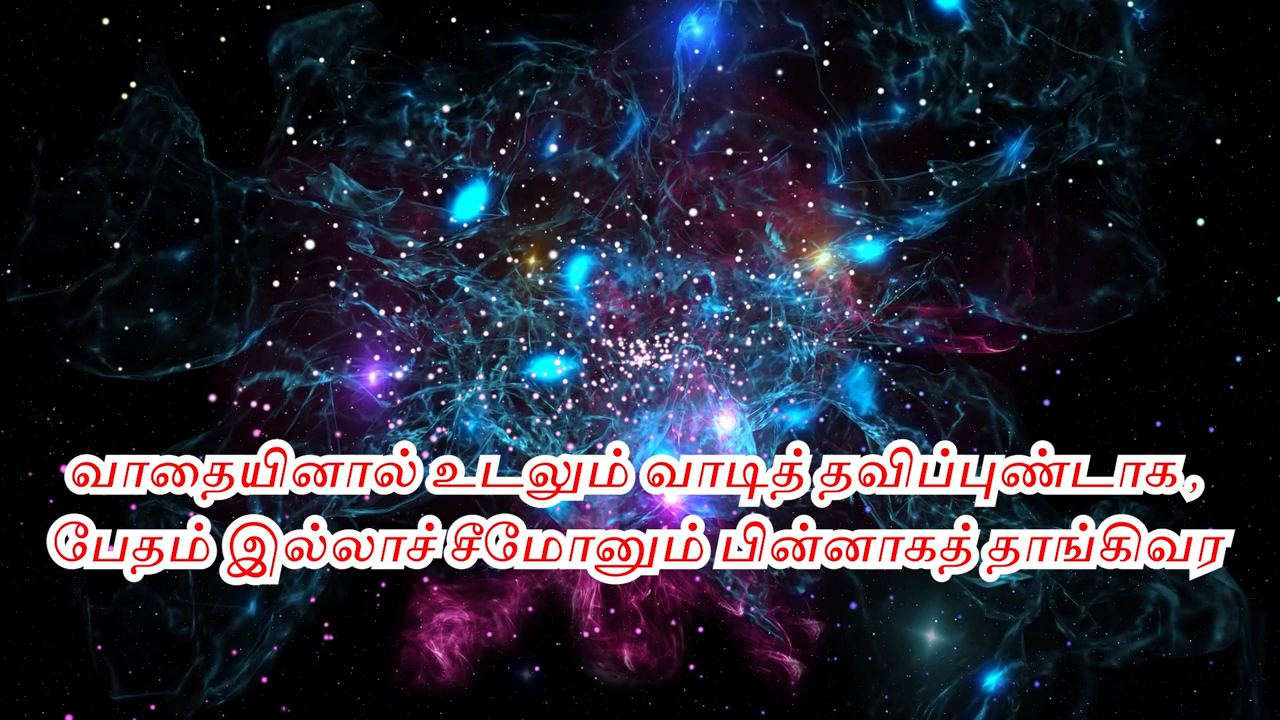 வாதையினால் உடலும் வாடித் தவிப்புண்டாக,
பேதம் இல்லாச் சீமோனும் பின்னாகத் தாங்கிவர